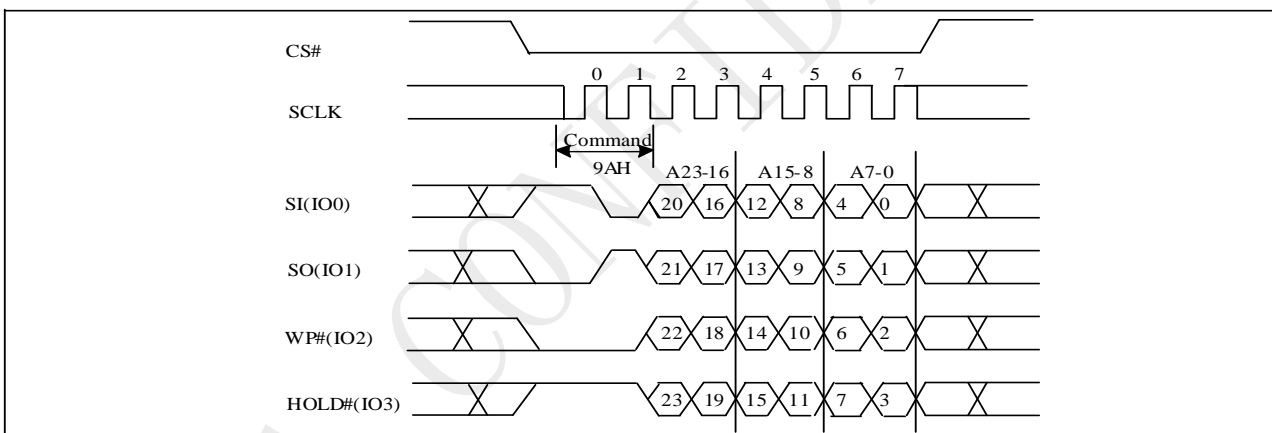 CONFID
CS#
0 1 2 3 4 5 6 7
SCLK
Command
9AH
A23-16 A15-8 A7-0
SI(IO0) 20 16 12 8 4 0
SO(IO1) 21 17 13 9 5 1
WP#(IO2) 22 18 14 10 6 2
HOLD#(IO3) 23 19 15 11 7 3